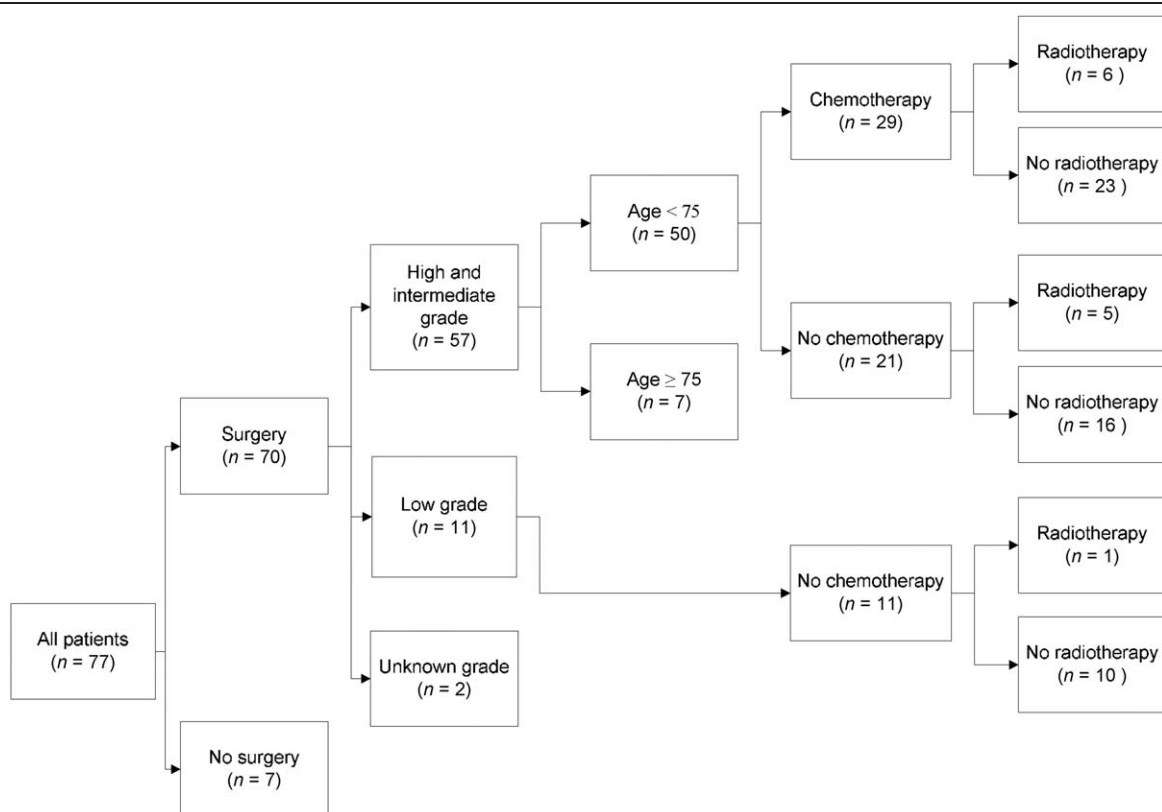 All patients
(n = 77)
Surgery
(n = 70)
No surgery
(n = 7)
High and
intermediate
grade
(n = 57)
Low grade
(n = 11)
Unknown grade
(n = 2)
Age < 75
(n = 50)
Age ≥ 75
(n = 7)
Chemotherapy
(n = 29)
No chemotherapy
(n = 21)
No chemotherapy
(n = 11)
Radiotherapy
(n = 6 )
No radiotherapy
(n = 23 )
Radiotherapy
(n = 5)
No radiotherapy
(n = 16 )
Radiotherapy
(n = 1)
No radiotherapy
(n = 10 )